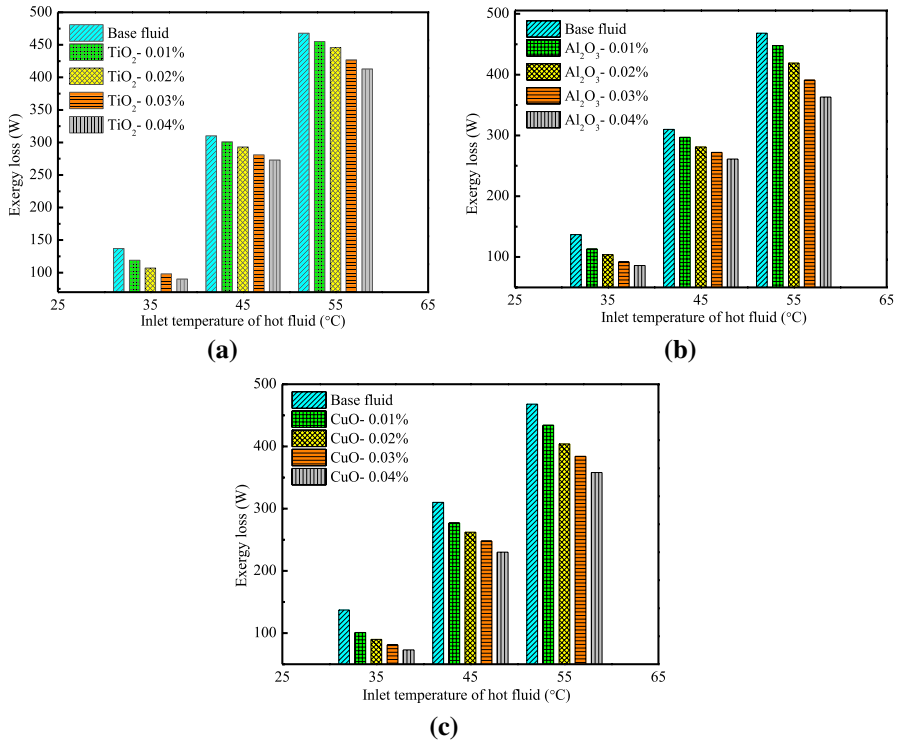 Exergy loss (W)
500
450
400
350
300
250
200
150
100
Base fluid
TiO₂- 0.01%
TiO₂- 0.02%
TiO₂- 0.03%
TiO₂- 0.04%
25 35 45 55 65
Inlet temperature of hot fluid (°C)
(a)
Exergy loss (W)
500
400
300
200
100
Base fluid
Al₂O₃- 0.01%
Al₂O₃- 0.02%
Al₂O₃- 0.03%
Al₂O₃- 0.04%
25 35 45 55 65
Inlet temperature of hot fluid (°C)
(b)
Exergy loss (W)
500
400
300
200
100
Base fluid
CuO- 0.01%
CuO- 0.02%
CuO- 0.03%
CuO- 0.04%
25 35 45 55 65
Inlet temperature of hot fluid (°C)
(c)